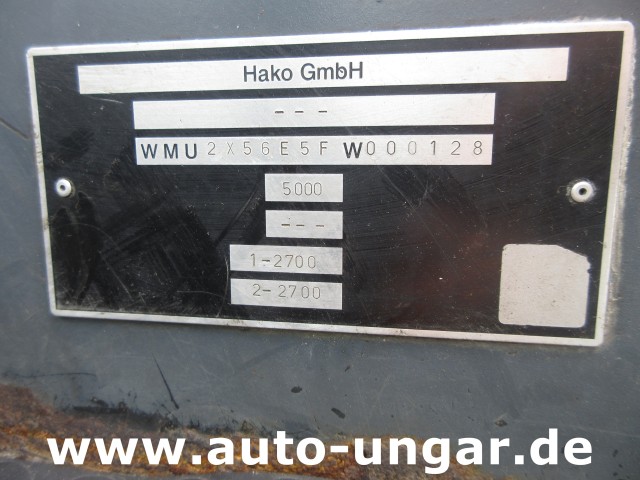 Hako GmbH
---
WMU2X56E5FW000128
5000
---
1-2700
2-2700
www.auto-ungar.de